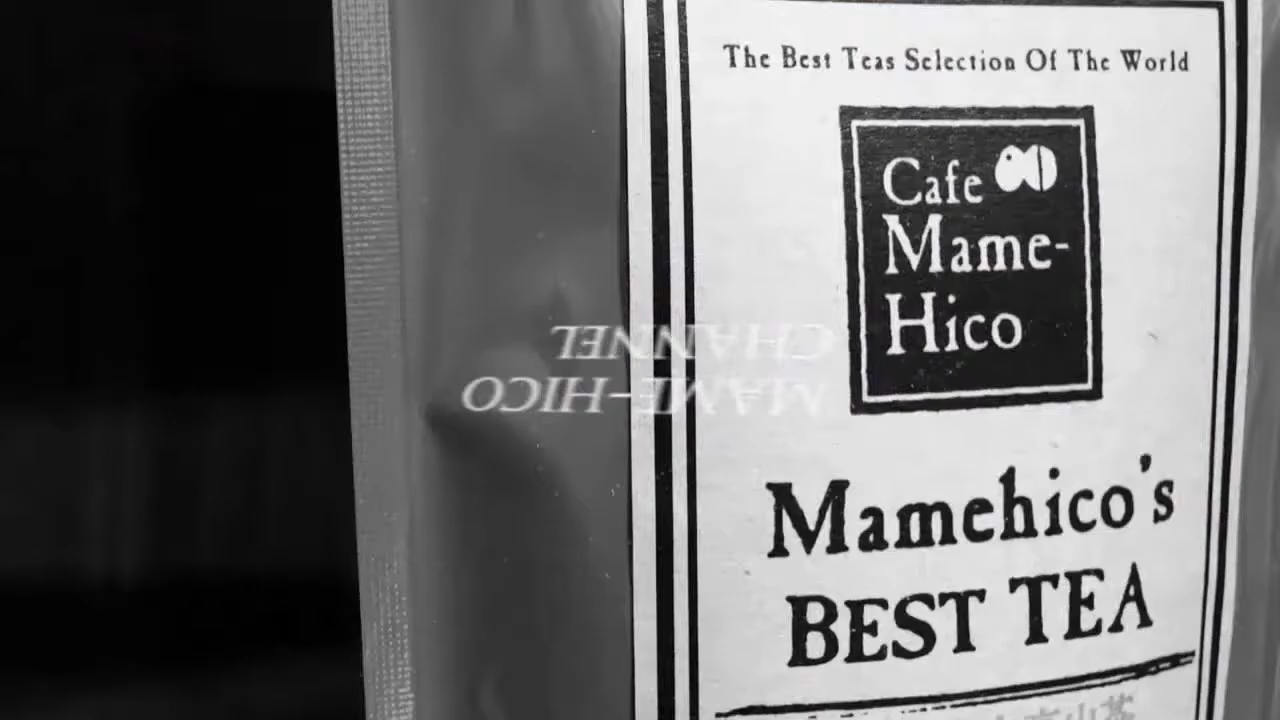 The Best Teas Selection Of The World
Cafe
Mame-
Hico
MAME-HICO
CHANNEL
Mamehico's
BEST TEA